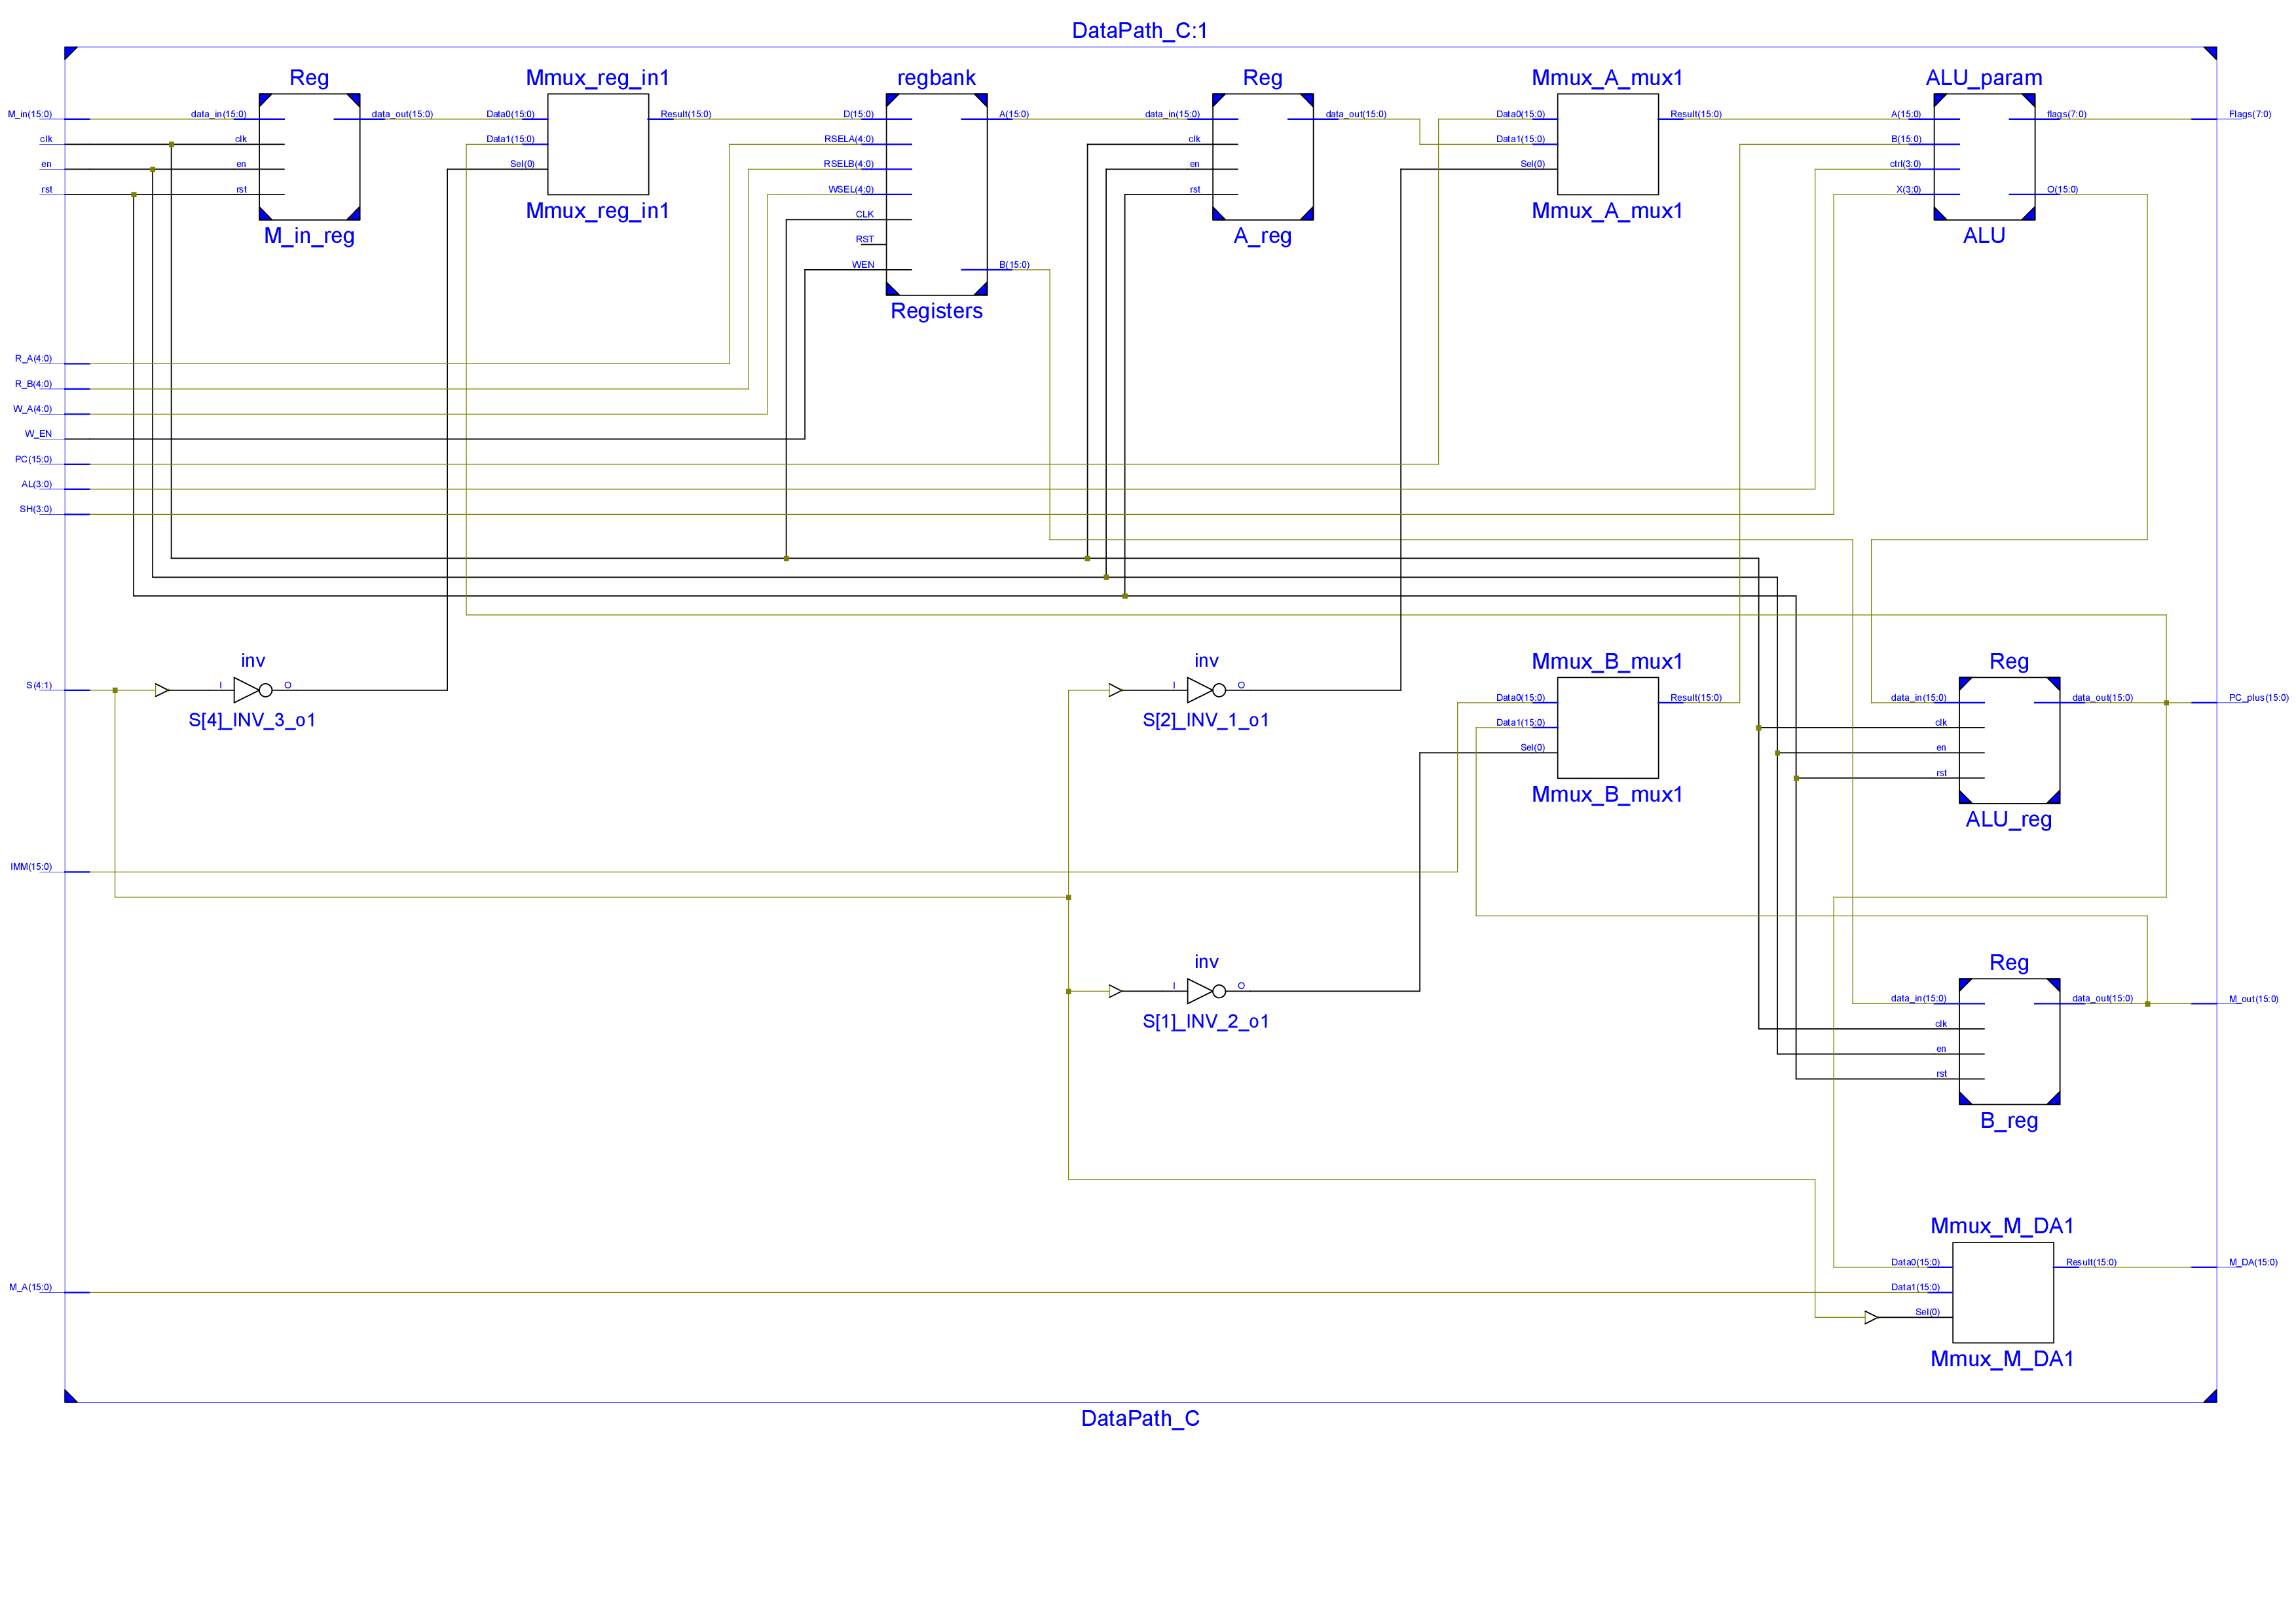 DataPath_C:1
Reg
Mmux_reg_in1
regbank
Reg
Mmux_A_mux1
ALU_param
M_in(15:0)
data_in(15:0)
data_out(15:0)
Data0(15:0)
Result(15:0)
D(15:0)
A(15:0)
data_in(15:0)
data_out(15:0)
Data0(15:0)
Result(15:0)
A(15:0)
flags(7:0)
Flags(7:0)
clk
clk
Data1(15:0)
RSELA(4:0)
clk
Data1(15:0)
B(15:0)
en
en
Sel(0)
RSELB(4:0)
en
Sel(0)
ctrl(3:0)
rst
rst
WSEL(4:0)
rst
X(3:0)
O(15:0)
Mmux_reg_in1
Mmux_A_mux1
CLK
M_in_reg
RST
A_reg
ALU
WEN
B(15:0)
Registers
R_A(4:0)
R_B(4:0)
W_A(4:0)
W_EN
PC(15:0)
AL(3:0)
SH(3:0)
inv
inv
Mmux_B_mux1
Reg
S(4:1)
I
O
I
O
Data0(15:0)
Result(15:0)
data_in(15:0)
data_out(15:0)
PC_plus(15:0)
S[4]_INV_3_o1
S[2]_INV_1_o1
Data1(15:0)
clk
Sel(0)
en
rst
Mmux_B_mux1
ALU_reg
IMM(15:0)
inv
Reg
I
O
data_in(15:0)
data_out(15:0)
M_out(15:0)
S[1]_INV_2_o1
clk
en
rst
B_reg
Mmux_M_DA1
Data0(15:0)
Result(15:0)
M_DA(15:0)
M_A(15:0)
Data1(15:0)
Sel(0)
Mmux_M_DA1
DataPath_C